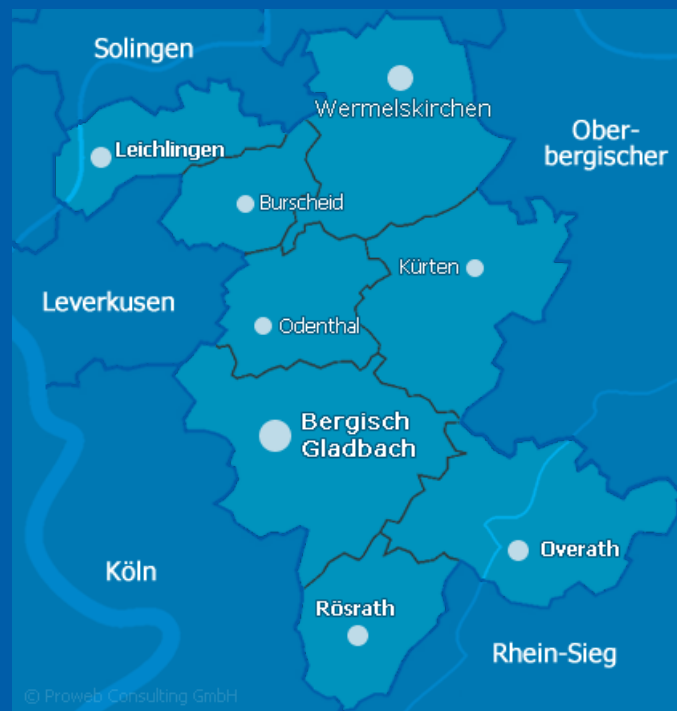 Solingen
Wermelskirchen
Ober-
bergischer
Leichlingen
Burscheid
Kürten
Leverkusen
Odenthal
Bergisch
Gladbach
Overath
Köln
Rösrath
Rhein-Sieg
© Proweb Consulting GmbH